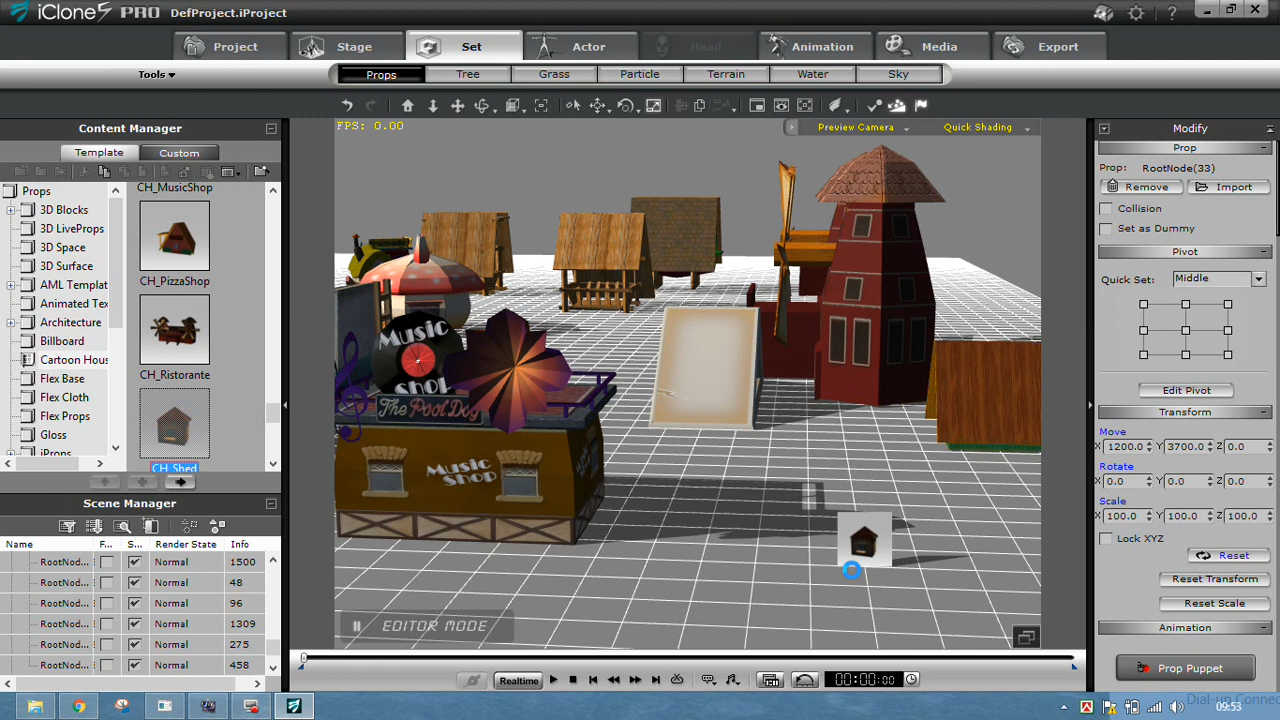 iClone5 PRO DefProject.iProject
Project Stage Set Actor Head Animation Media Export
Tools Props Tree Grass Particle Terrain Water Sky
Content Manager
Template Custom
Props
3D Blocks
3D LiveProps
3D Space
3D Surface
AML Templat
Animated Tex
Architecture
Billboard
Cartoon Hous
Flex Base
Flex Cloth
Flex Props
Gloss
iProps
CH_MusicShop
CH_PizzaShop
CH_Ristorante
CH_Shed
Scene Manager
Name F... S... Render State Info
RootNod... Normal 1500
RootNod... Normal 48
RootNod... Normal 96
RootNod... Normal 1309
RootNod... Normal 275
RootNod... Normal 458
FPS: 0.00 Preview Camera Quick Shading
Music
Shop
The Pool Dog
Music
Shop
EDITOR MODE
Realtime 00:00:00
Modify
Prop
Prop: RootNode(33)
Remove Import
Collision
Set as Dummy
Pivot
Quick Set: Middle
Edit Pivot
Transform
Move
X 1200.0 Y 3700.0 Z 0.0
Rotate
X 0.0 Y 0.0 Z 0.0
Scale
X 100.0 Y 100.0 Z 100.0
Lock XYZ
Reset
Reset Transform
Reset Scale
Animation
Prop Puppet
Dial-up Connec
09:53